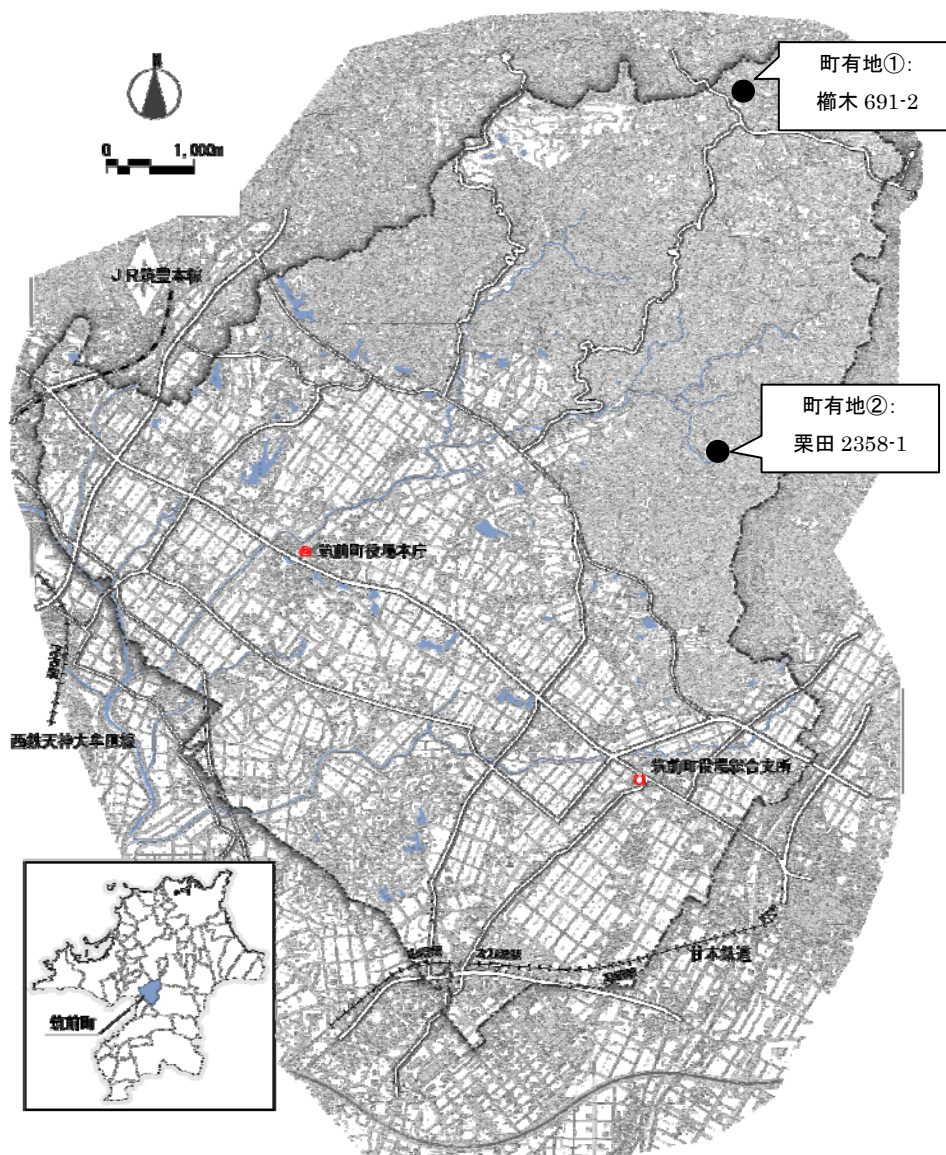 町有地①:
櫛木 691-2
N
0 1,000m
JR筑豊本線
町有地②:
栗田 2358-1
筑前町役場本庁
西鉄天神大牟田線
筑前町役場総合支所
甘木鉄道
筑前町